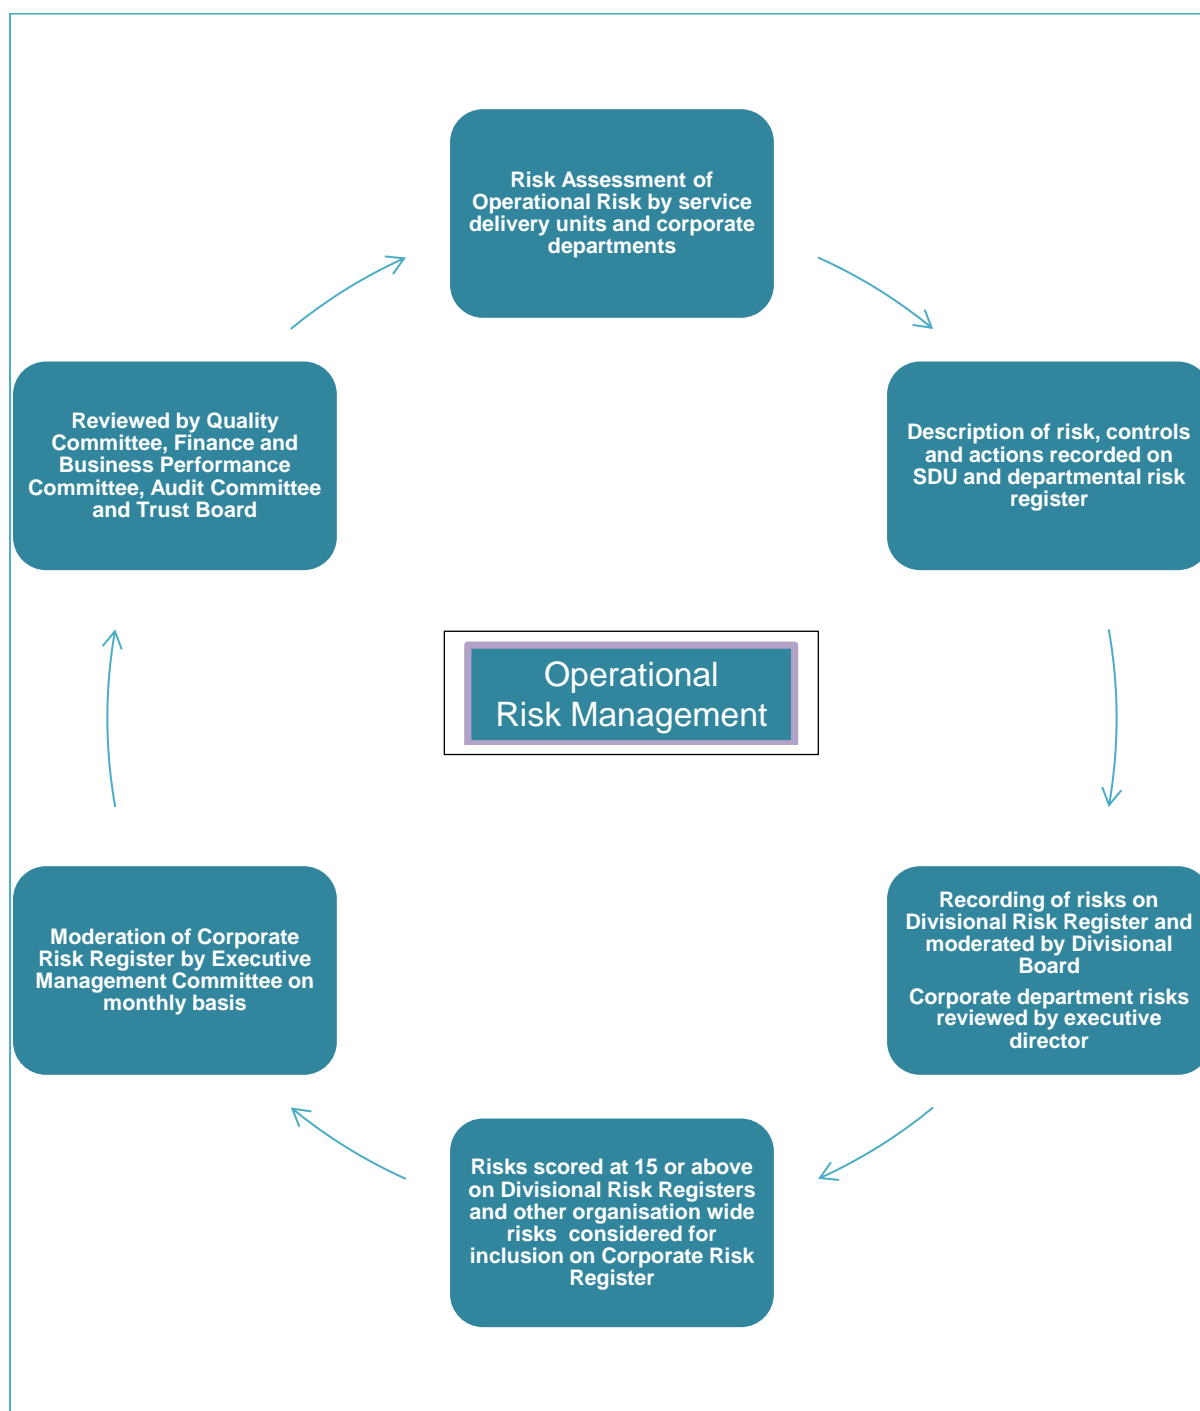 Risk Assessment of
Operational Risk by service
delivery units and corporate
departments
Description of risk, controls
and actions recorded on
SDU and departmental risk
register
Recording of risks on
Divisional Risk Register and
moderated by Divisional
Board
Corporate department risks
reviewed by executive
director
Risks scored at 15 or above
on Divisional Risk Registers
and other organisation wide
risks considered for
inclusion on Corporate Risk
Register
Moderation of Corporate
Risk Register by Executive
Management Committee on
monthly basis
Reviewed by Quality
Committee, Finance and
Business Performance
Committee, Audit Committee
and Trust Board
Operational
Risk Management